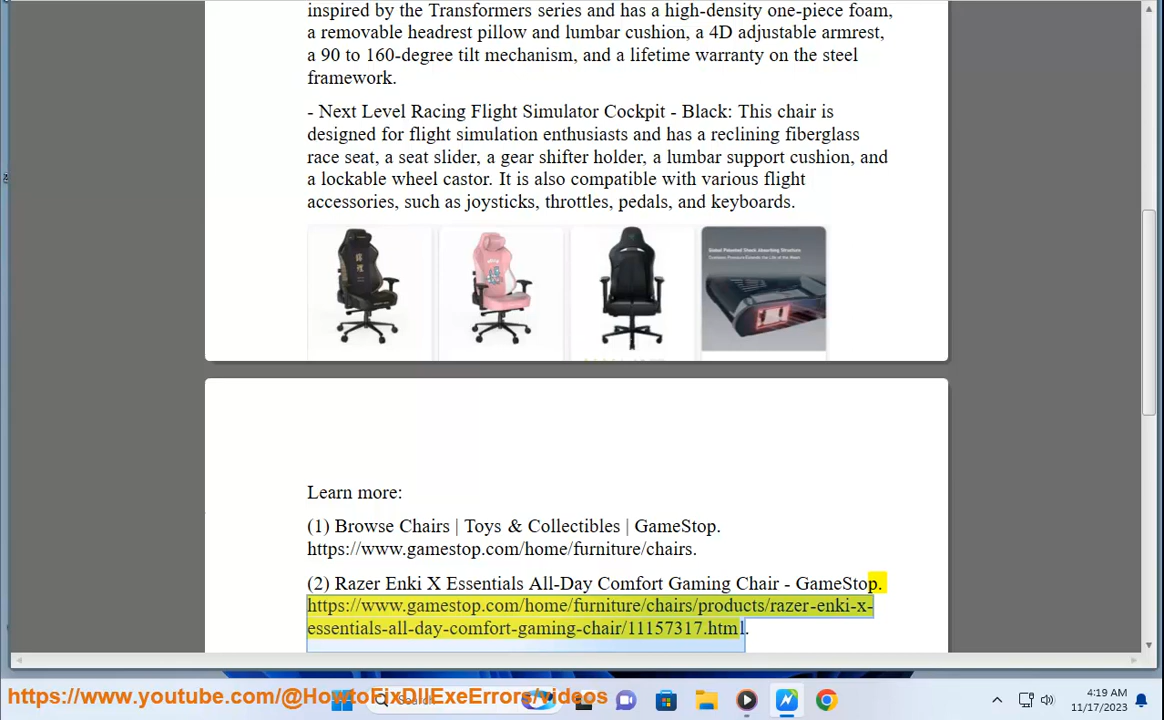 inspired by the Transformers series and has a high-density one-piece foam,
a removable headrest pillow and lumbar cushion, a 4D adjustable armrest,
a 90 to 160-degree tilt mechanism, and a lifetime warranty on the steel
framework.
- Next Level Racing Flight Simulator Cockpit - Black: This chair is
designed for flight simulation enthusiasts and has a reclining fiberglass
race seat, a seat slider, a gear shifter holder, a lumbar support cushion, and
a lockable wheel castor. It is also compatible with various flight
accessories, such as joysticks, throttles, pedals, and keyboards.
Learn more:
(1) Browse Chairs | Toys & Collectibles | GameStop.
https://www.gamestop.com/home/furniture/chairs.
(2) Razer Enki X Essentials All-Day Comfort Gaming Chair - GameStop.
https://www.gamestop.com/home/furniture/chairs/products/razer-enki-x-
essentials-all-day-comfort-gaming-chair/11157317.html.
https://www.youtube.com/@HowtoFixDllExeErrors/videos
4:19 AM
11/17/2023